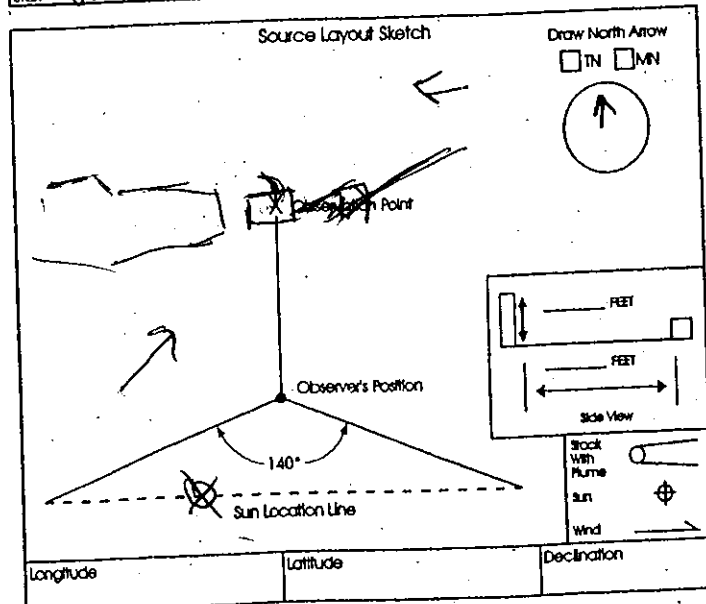 Source Layout Sketch
Draw North Arrow
TN MN
Observation Point
FEET
FEET
Side View
Observer's Position
140°
Sun Location Line
Stack
With
Plume
Sun
Wind
Longitude
Latitude
Declination